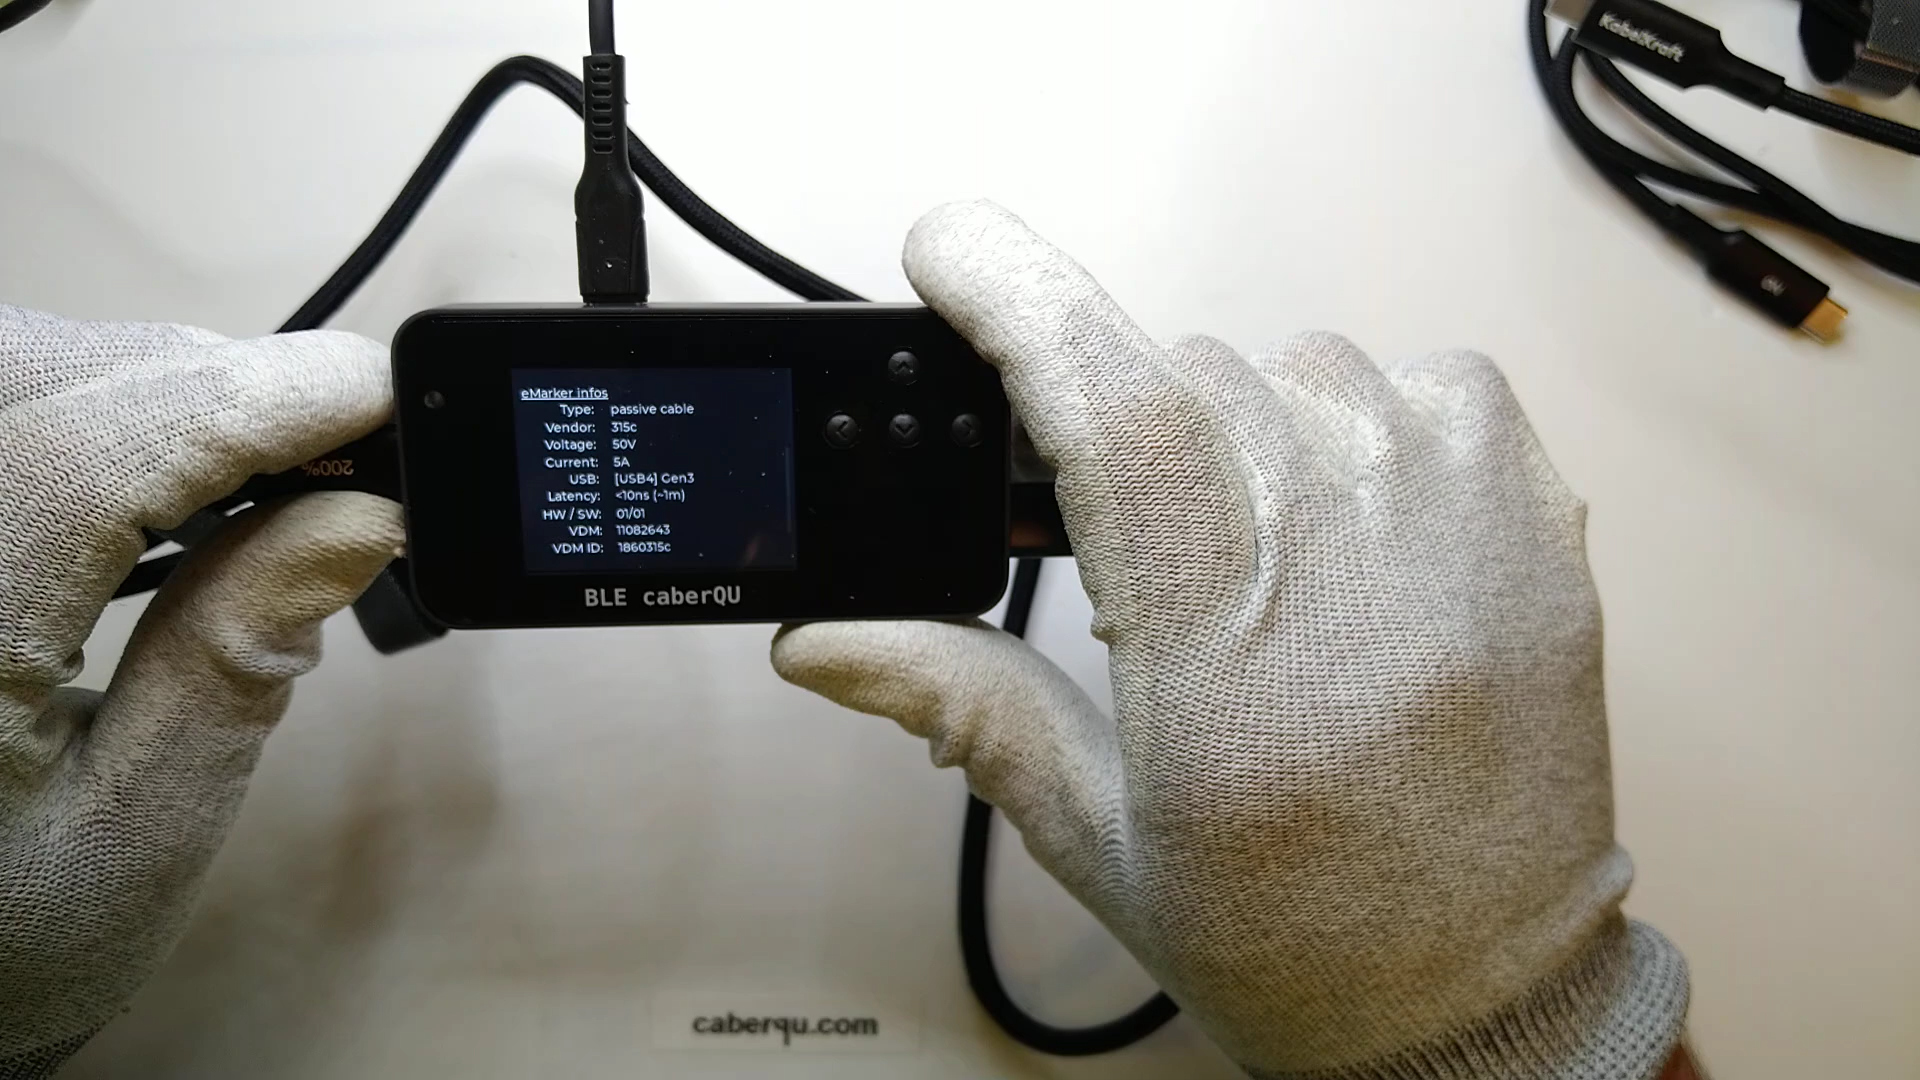 KabelKraft
eMarker infos
Type: passive cable
Vendor: 315c
Voltage: 50V
Current: 5A
USB: [USB4] Gen3
Latency: <10ns (~1m)
HW / SW: 01/01
VDM: 11082643
VDM ID: 1860315c
200%
BLE caberQU
caberqu.com